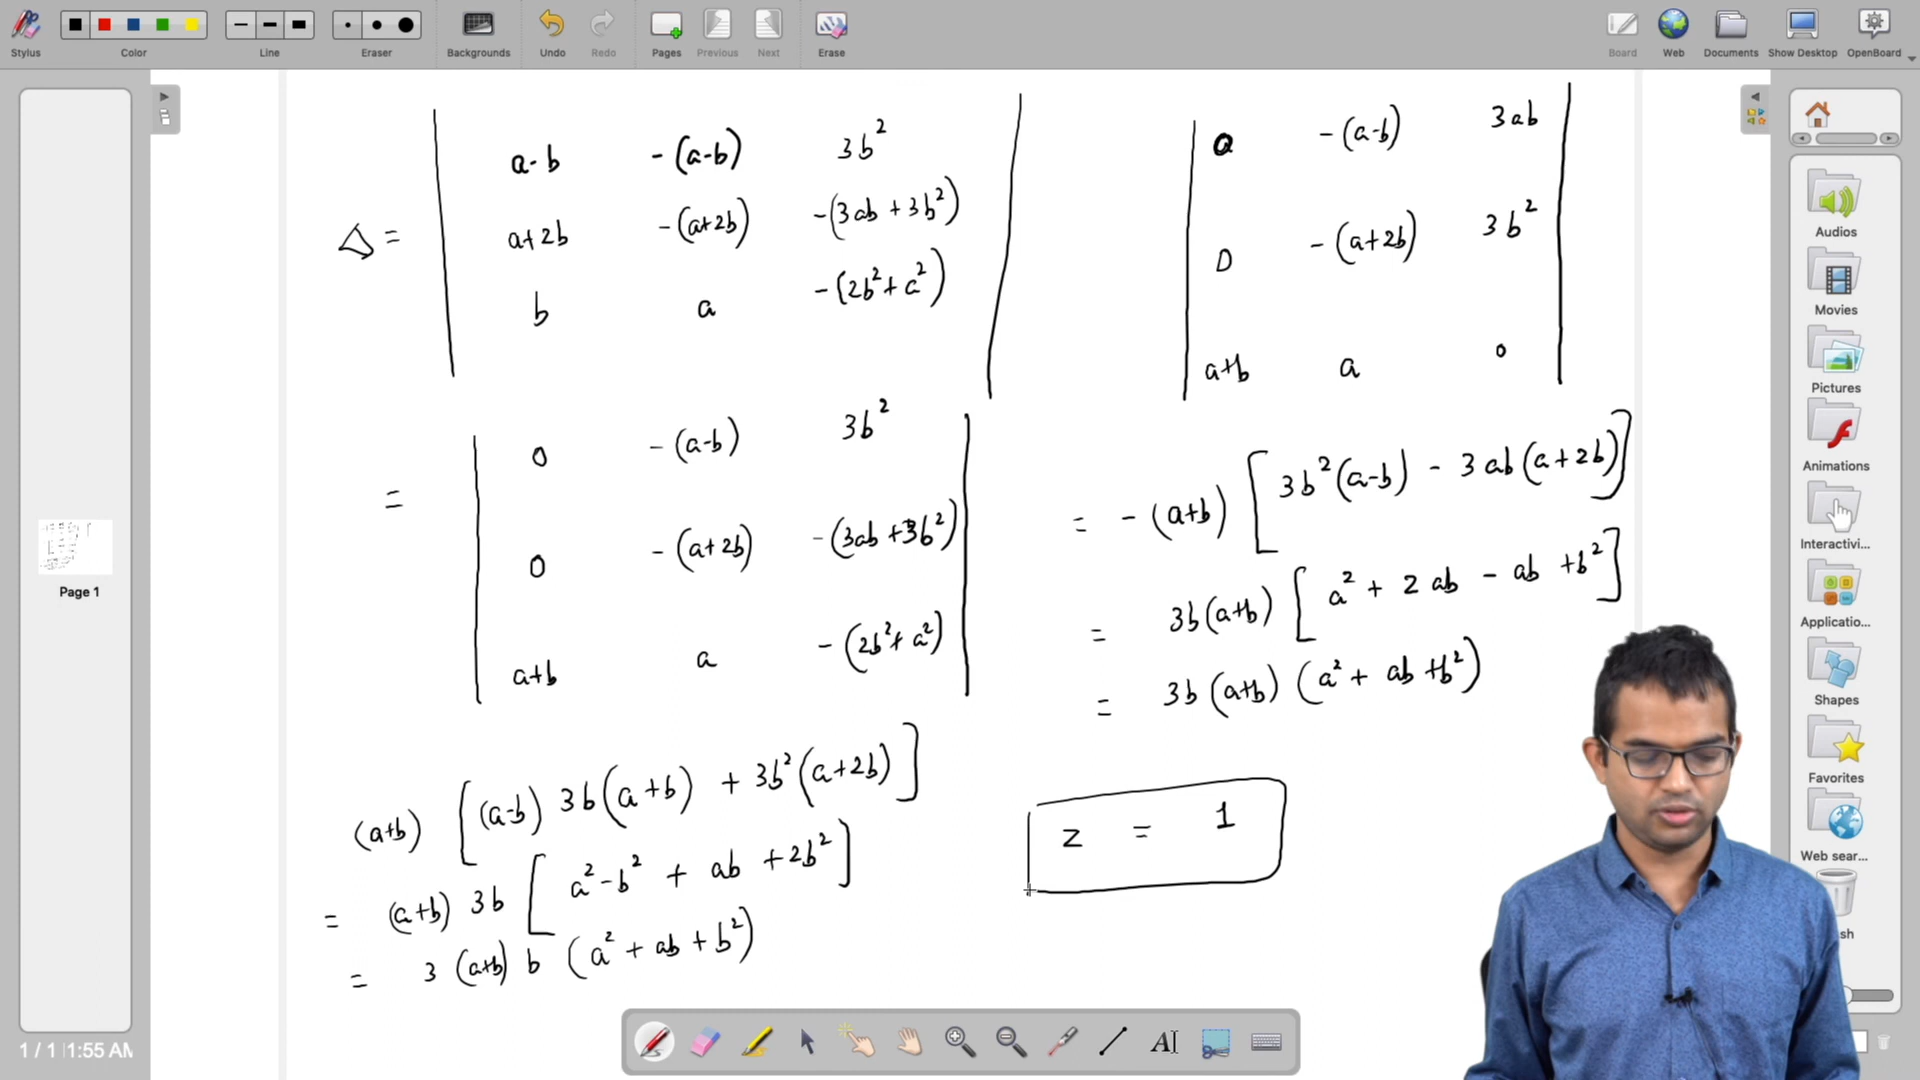 Stylus
Color
Line
Eraser
Backgrounds
Undo
Redo
Pages
Previous
Next
Erase
Board
Web
Documents
Show Desktop
OpenBoard
Δ =
a-b -(a-b) 3b²
a+2b -(a+2b) -(3ab+3b²)
b a -(2b²+a²)
=
0 -(a-b) 3b²
0 -(a+2b) -(3ab+3b²)
a+b a -(2b²+a²)
(a+b) [(a-b) 3b(a+b) + 3b²(a+2b)]
= (a+b) 3b [a²-b² + ab + 2b²]
= 3 (a+b) b (a² + ab + b²)
0 -(a-b) 3ab
0 -(a+2b) 3b²
a+b a 0
= -(a+b) [3b²(a-b) - 3ab(a+2b)]
= 3b(a+b) [a² + 2ab - ab + b²]
= 3b(a+b) (a² + ab + b²)
z = 1
Page 1
1 / 1
1:55 AM
Audios
Movies
Pictures
Animations
Interactivi...
Applicatio...
Shapes
Favorites
Web sear...
sh
AI